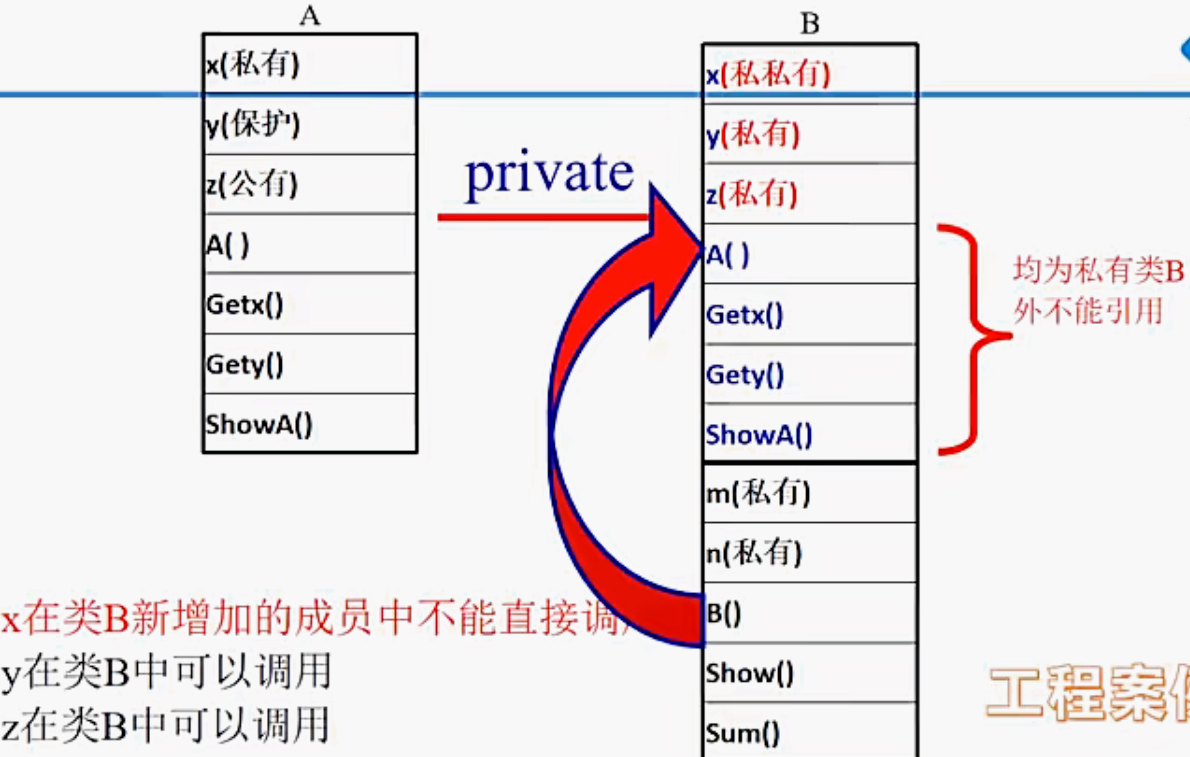 A
x(私有)
y(保护)
z(公有)
A( )
Getx()
Gety()
ShowA()
private
B
x(私私有)
y(私有)
z(私有)
A( )
Getx()
Gety()
ShowA()
m(私有)
n(私有)
B()
Show()
Sum()
均为私有类B
外不能引用
x在类B新增加的成员中不能直接调
y在类B中可以调用
z在类B中可以调用
工程案